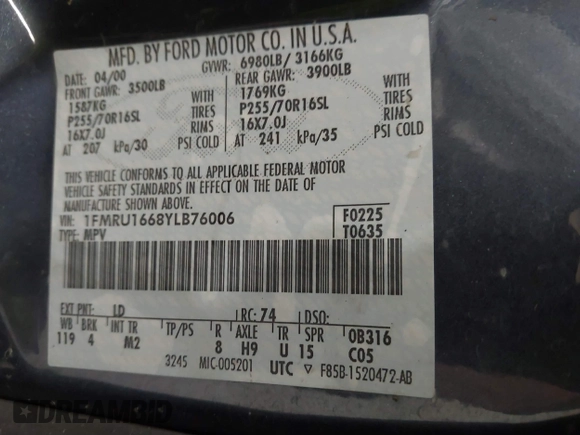 MFD. BY FORD MOTOR CO. IN U.S.A.
DATE: 04/00 GVWR: 6980LB/ 3166KG
FRONT GAWR: 3500LB REAR GAWR: 3900LB
1587KG WITH 1769KG WITH
P255/70R16SL TIRES P255/70R16SL TIRES
16X7.0J RIMS 16X7.0J RIMS
AT 207 kPa/30 PSI COLD AT 241 kPa/35 PSI COLD
THIS VEHICLE CONFORMS TO ALL APPLICABLE FEDERAL MOTOR
VEHICLE SAFETY STANDARDS IN EFFECT ON THE DATE OF
MANUFACTURE SHOWN ABOVE.
VIN: 1FMRU1668YLB76006 F0225
TYPE: MPV T0635
EXT PNT: LD RC: 74 DSO:
WB BRK INT TR TP/PS R AXLE TR SPR OB316
119 4 M2 8 H9 U 15 C05
3245 MIC-005201 UTC ▽ F85B-1520472-AB
DREAMBID